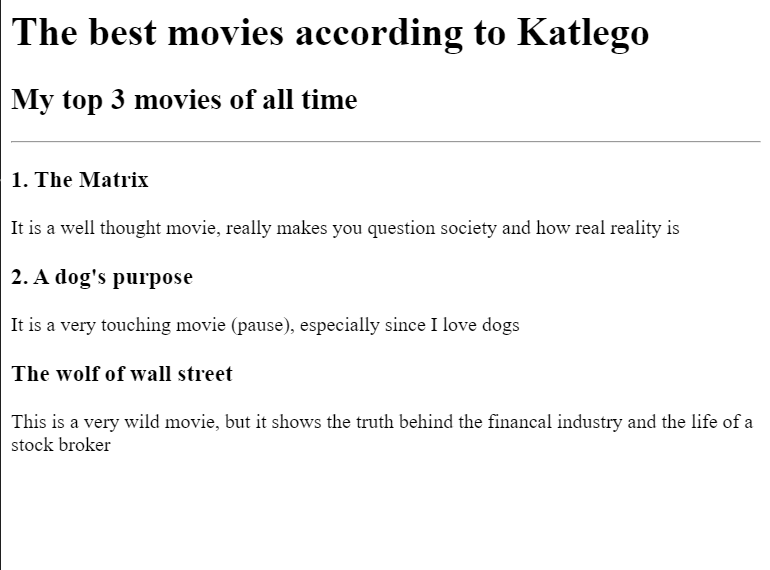 The best movies according to Katlego
My top 3 movies of all time
1. The Matrix
It is a well thought movie, really makes you question society and how real reality is
2. A dog's purpose
It is a very touching movie (pause), especially since I love dogs
The wolf of wall street
This is a very wild movie, but it shows the truth behind the financal industry and the life of a
stock broker